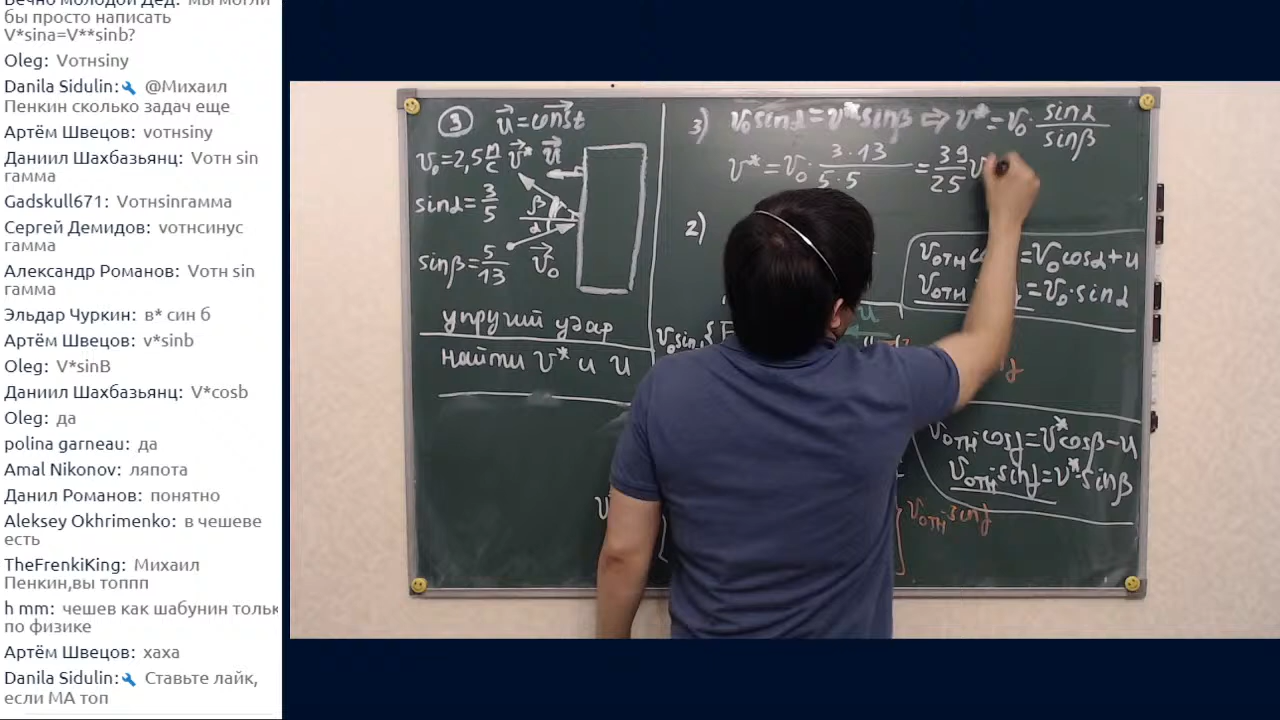 бы просто написать
V*sina=V**sinb?
Oleg: Vотнsinγ
Danila Sidulin: @Михаил
Пенкин сколько задач еще
Артём Швецов: vотнsinγ
Даниил Шахбазьянц: Vотн sin
гамма
Gadskull671: Vотнsinгамма
Сергей Демидов: vотнсинус
гамма
Александр Романов: Vотн sin
гамма
Эльдар Чуркин: в* син б
Артём Швецов: v*sinb
Oleg: V*sinB
Даниил Шахбазьянц: V*cosb
Oleg: да
polina garneau: да
Amal Nikonov: ляпота
Данил Романов: понятно
Aleksey Okhrimenko: в чешеве
есть
TheFrenkiKing: Михаил
Пенкин,вы топпп
h mm: чешев как шабунин тольк
по физике
Артём Швецов: хаха
Danila Sidulin: Ставьте лайк,
если МА топ
3 u⃗=const
v₀=2,5 м/с v⃗* u⃗
sinα=3/5 β
α
sinβ=5/13 v⃗₀
упругий удар
найти v* и u
3) v₀sinα=v*sinβ ⇒ v*=v₀·sinα/sinβ
v*=v₀·3·13/5·5=39/25 v
2)
=v₀cosα+u
vотн =v₀·sinα
v₀sin
u
vотн·cosγ=v*cosβ-u
vотн·sinγ=v*·sinβ
vотн·sinγ